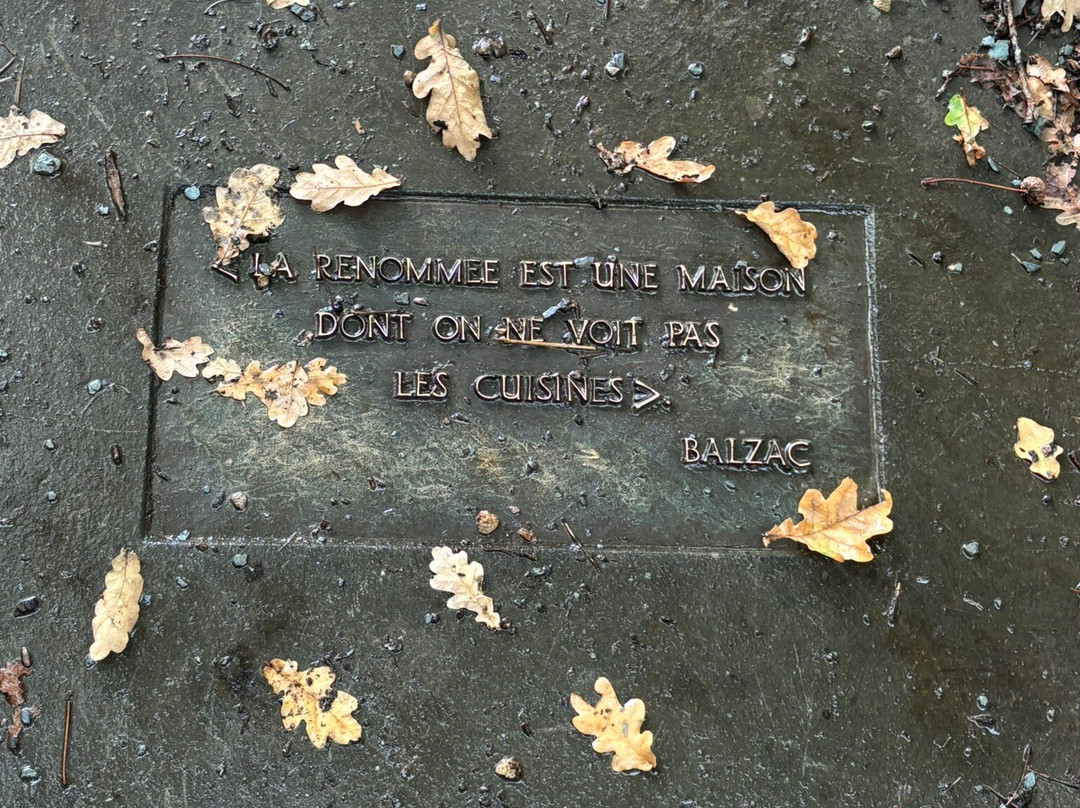 « LA RENOMMEE EST UNE MAISON
DONT ON NE VOIT PAS
LES CUISINES »
BALZAC